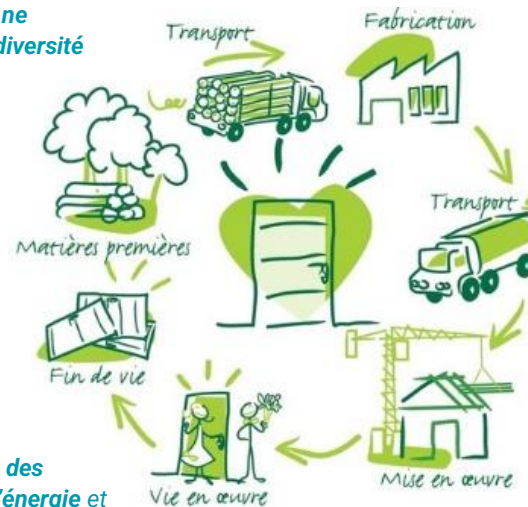 ne
diversité
Transport
Fabrication
Transport
Matières premières
Fin de vie
Mise en œuvre
Vie en œuvre
des
'énergie et